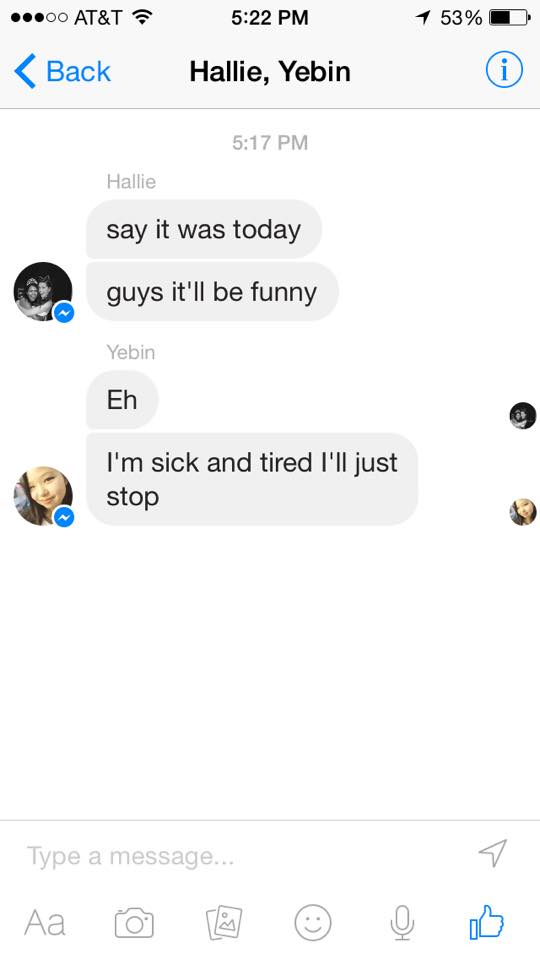 AT&T 5:22 PM 53%
Back Hallie, Yebin i
5:17 PM
Hallie
say it was today
guys it'll be funny
Yebin
Eh
I'm sick and tired I'll just
stop
Type a message...
Aa